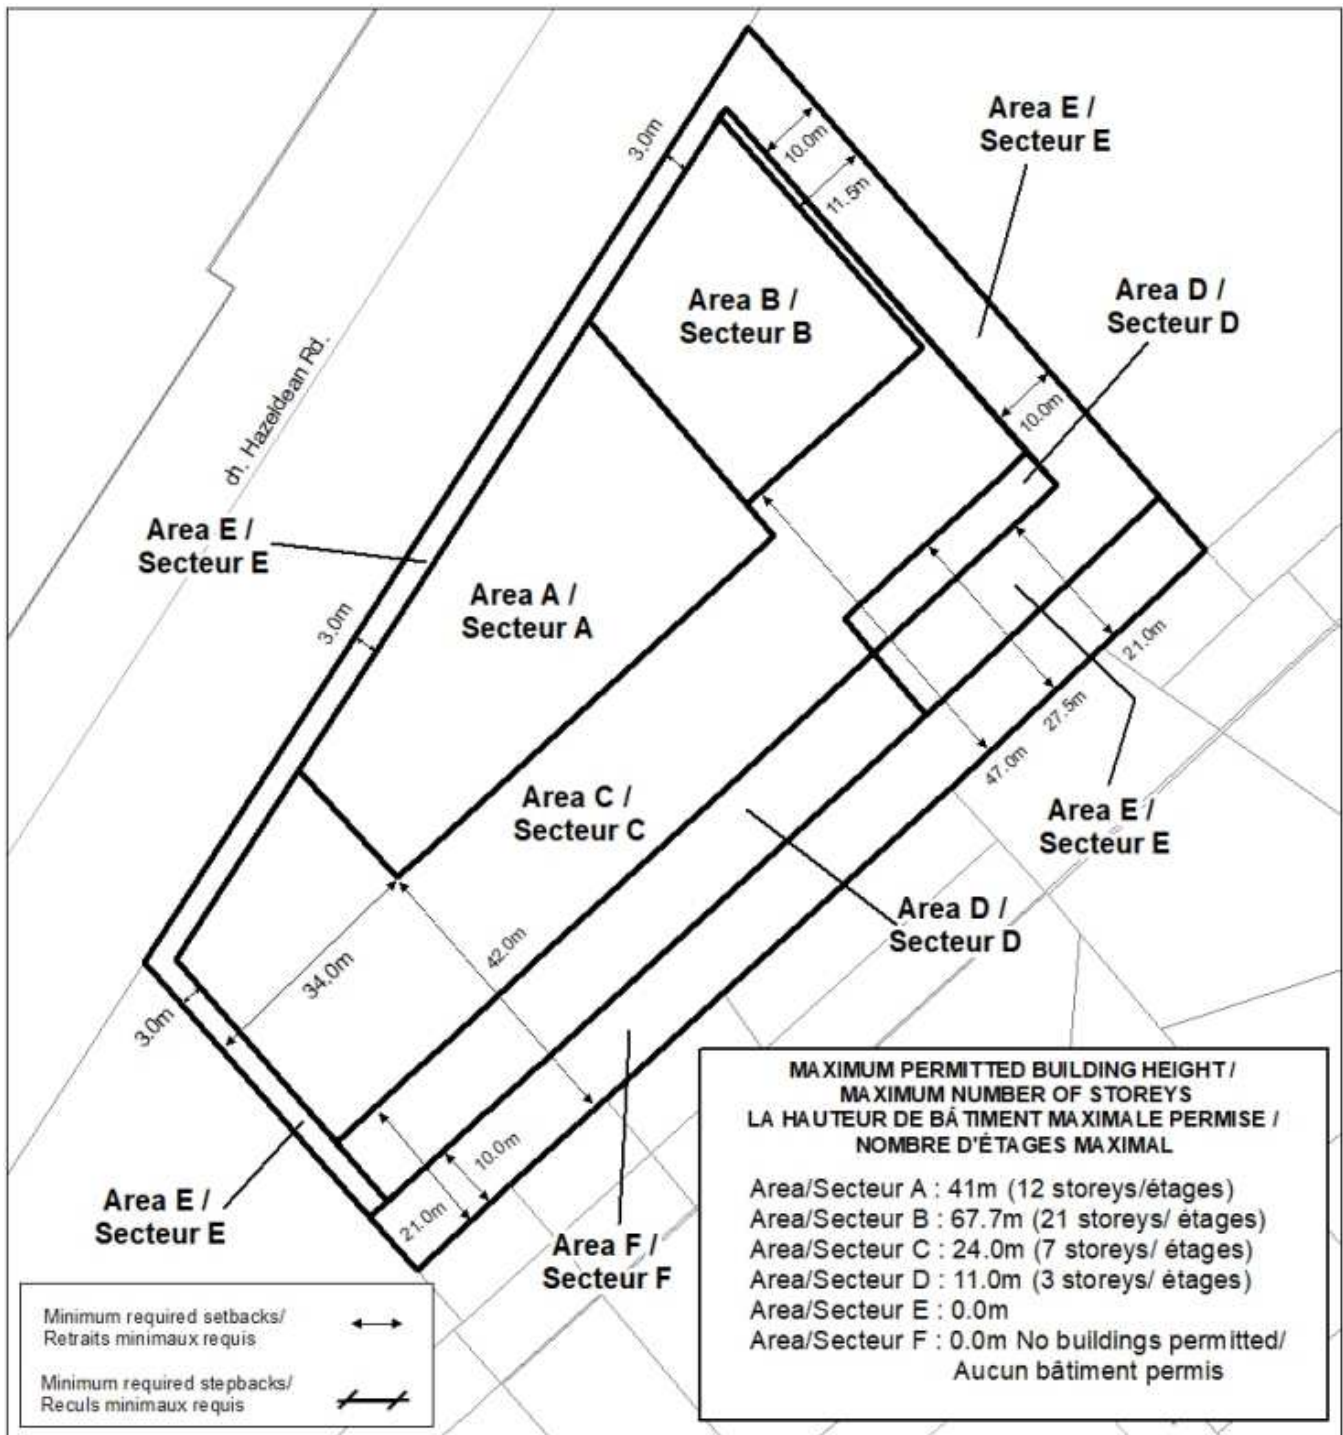 Area E /
Secteur E
3.0m
10.0m
11.5m
Area D /
Secteur D
Area B /
Secteur B
10.0m
ch. Hazeldean Rd.
Area E /
Secteur E
Area A /
Secteur A
3.0m
21.0m
27.5m
47.0m
Area E /
Secteur E
Area C /
Secteur C
Area D /
Secteur D
42.0m
34.0m
3.0m
10.0m
21.0m
Area E /
Secteur E
Area F /
Secteur F
MAXIMUM PERMITTED BUILDING HEIGHT /
MAXIMUM NUMBER OF STOREYS
LA HAUTEUR DE BÂTIMENT MAXIMALE PERMISE /
NOMBRE D'ÉTAGES MAXIMAL
Area/Secteur A : 41m (12 storeys/étages)
Area/Secteur B : 67.7m (21 storeys/ étages)
Area/Secteur C : 24.0m (7 storeys/ étages)
Area/Secteur D : 11.0m (3 storeys/ étages)
Area/Secteur E : 0.0m
Area/Secteur F : 0.0m No buildings permitted/
Aucun bâtiment permis
Minimum required setbacks/
Retraits minimaux requis
Minimum required stepbacks/
Reculs minimaux requis